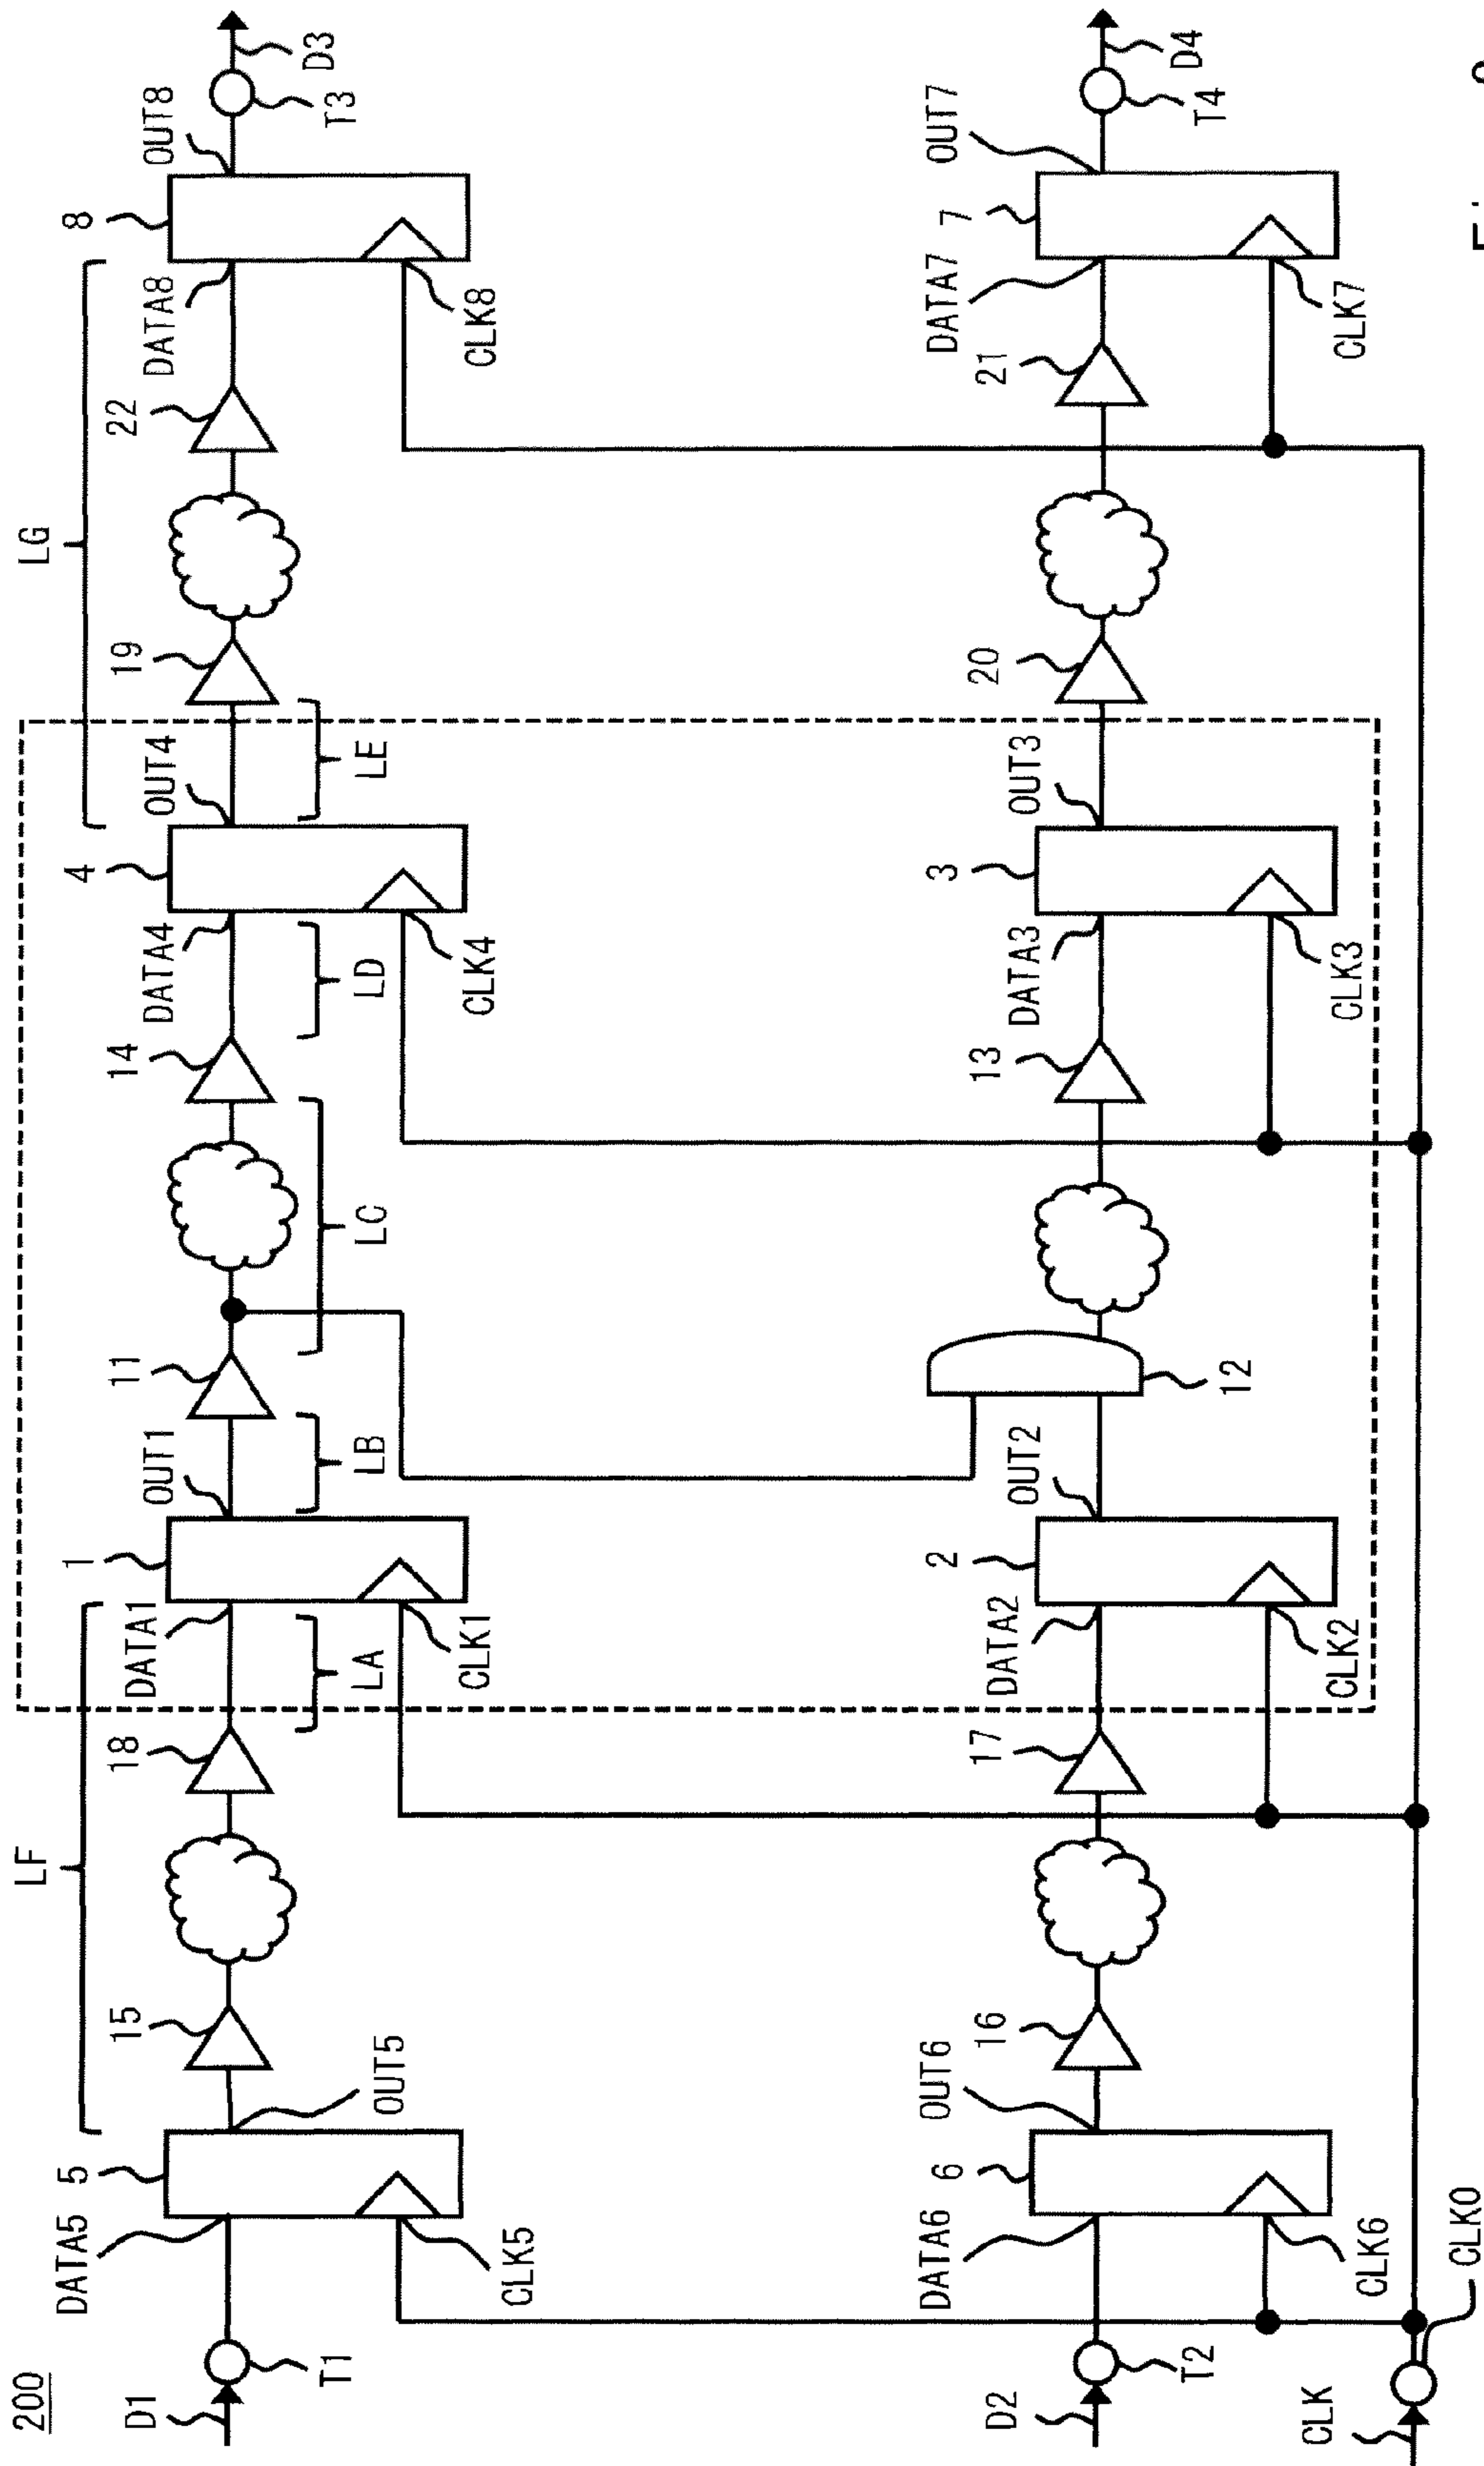 200
LF
LG
5
15
18
1
11
14
4
19
22
8
DATA5
OUT5
DATA1
OUT1
DATA4
OUT4
DATA8
OUT8
D1
T1
T3
D3
LA
LB
LC
LD
LE
CLK5
CLK1
CLK4
CLK8
6
16
17
2
12
13
3
20
21
7
DATA6
OUT6
DATA2
OUT2
DATA3
OUT3
DATA7
OUT7
D2
T2
T4
D4
CLK6
CLK2
CLK3
CLK7
CLK
CLK0